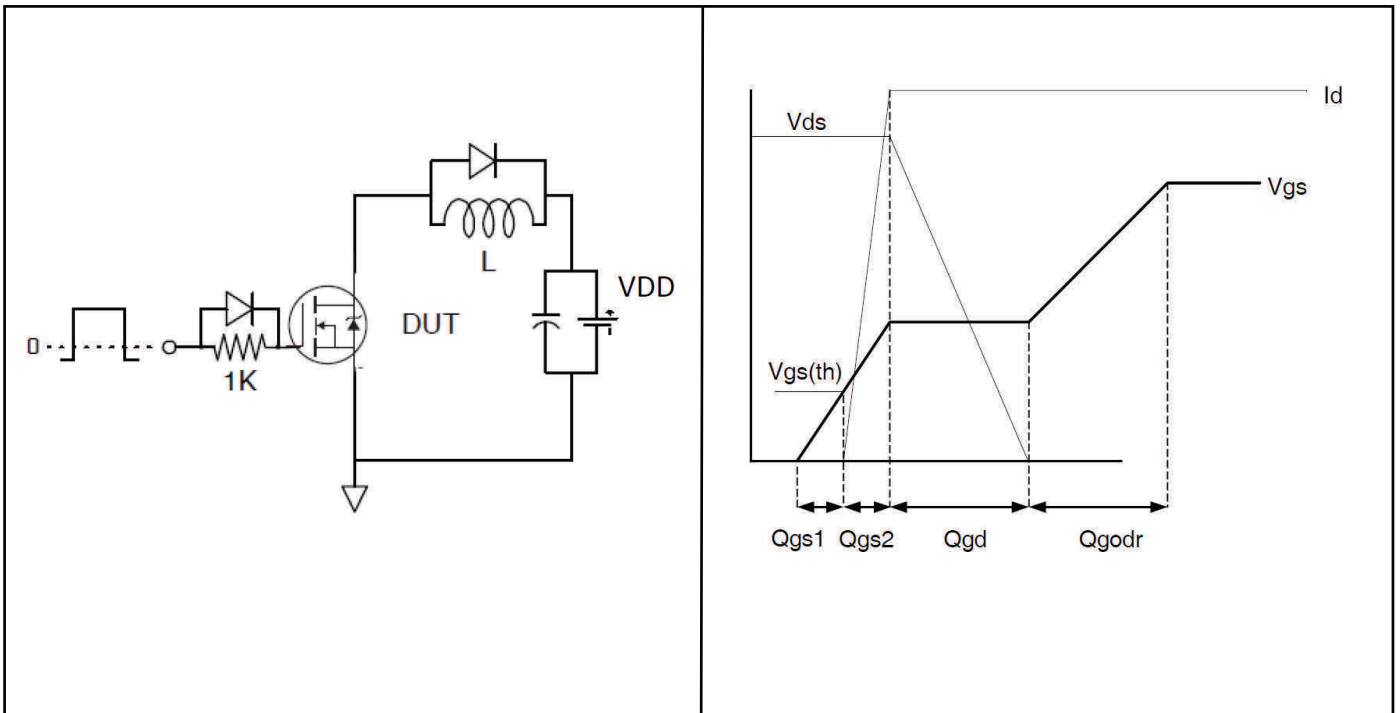 L
VDD
DUT
0
1K
Id
Vds
Vgs
Vgs(th)
Qgs1 Qgs2 Qgd Qgodr